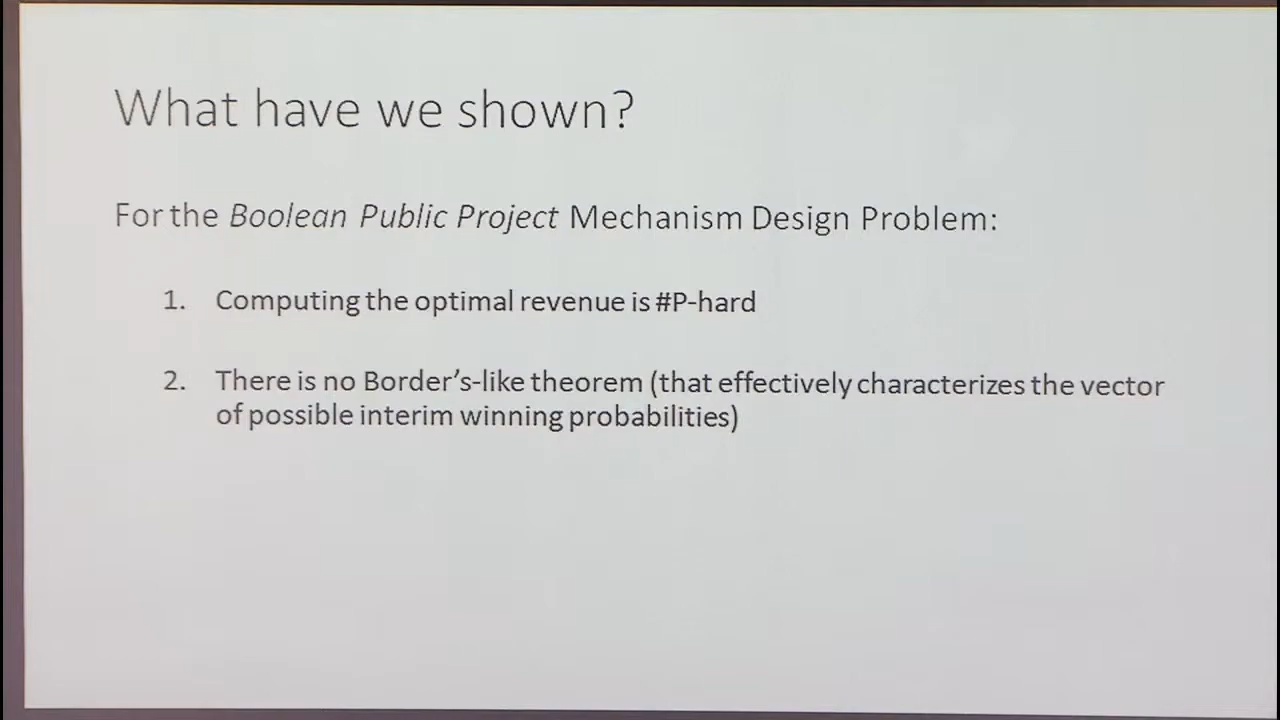 What have we shown?
For the Boolean Public Project Mechanism Design Problem:
1. Computing the optimal revenue is #P-hard
2. There is no Border's-like theorem (that effectively characterizes the vector
of possible interim winning probabilities)